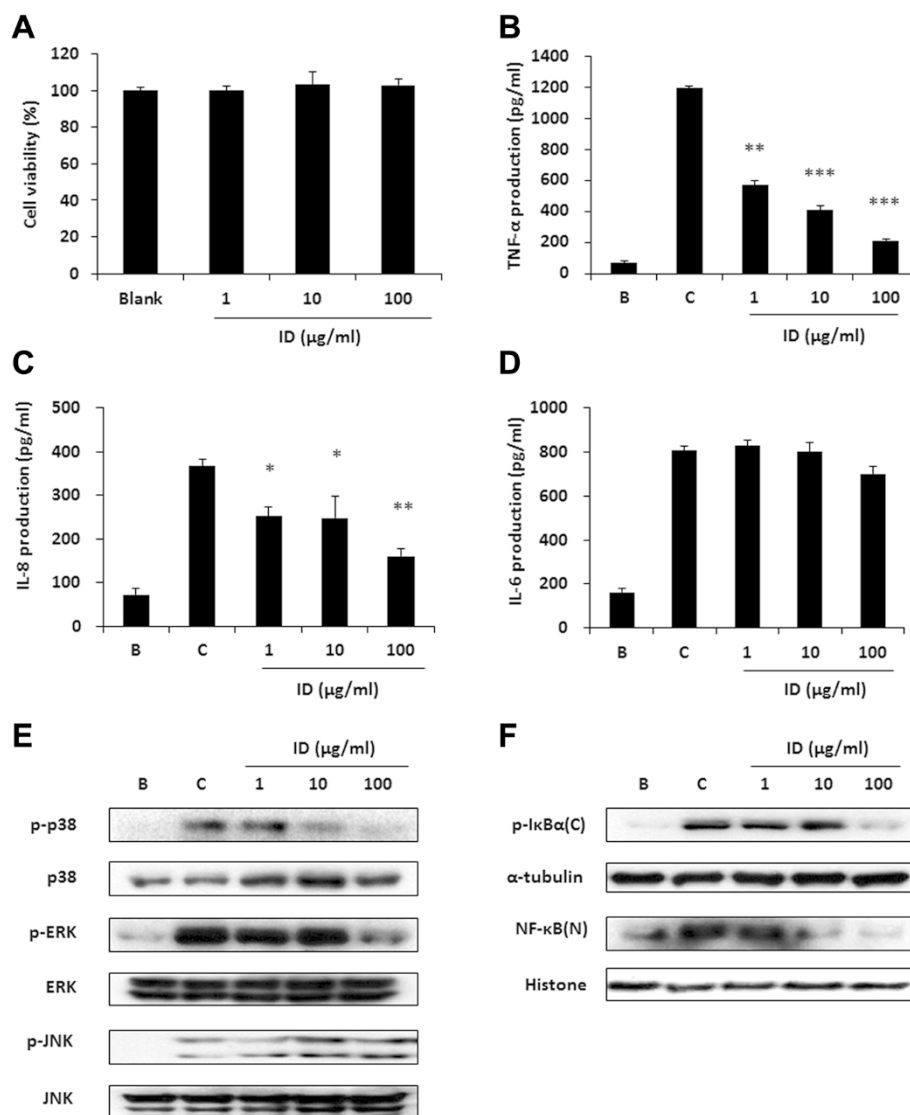 A
120
100
80
60
40
20
0
Cell viability (%)
Blank 1 10 100
ID (μg/ml)
B
1400
1200
1000
800
600
400
200
0
TNF-α production (pg/ml)
** *** ***
B C 1 10 100
ID (μg/ml)
C
500
400
300
200
100
0
IL-8 production (pg/ml)
* * **
B C 1 10 100
ID (μg/ml)
D
1000
800
600
400
200
0
IL-6 production (pg/ml)
B C 1 10 100
ID (μg/ml)
E
ID (μg/ml)
B C 1 10 100
p-p38
p38
p-ERK
ERK
p-JNK
JNK
F
ID (μg/ml)
B C 1 10 100
p-IκBα(C)
α-tubulin
NF-κB(N)
Histone